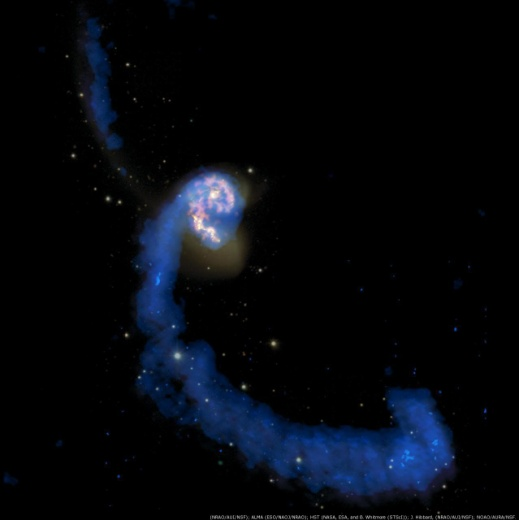 (NRAO/AUI/NSF); ALMA (ESO/NAOJ/NRAO); HST (NASA, ESA, and B. Whitmore (STScI)); J. Hibbard, (NRAO/AUI/NSF); NOAO/AURA/NSF.